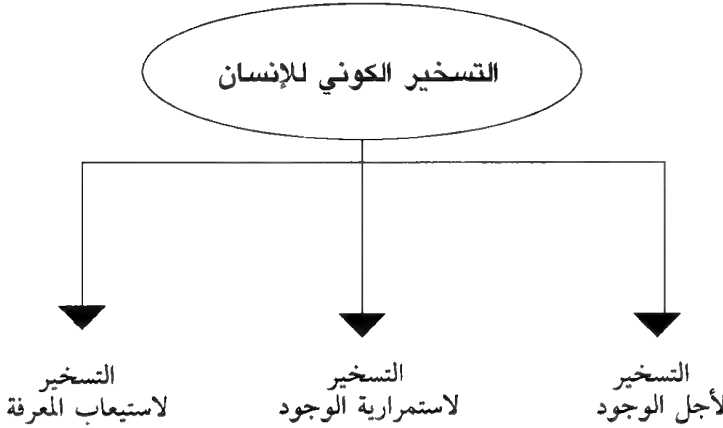 التسخير الكوني للإنسان
التسخير
لأجل الوجود
التسخير
لاستمرارية الوجود
التسخير
لاستيعاب المعرفة